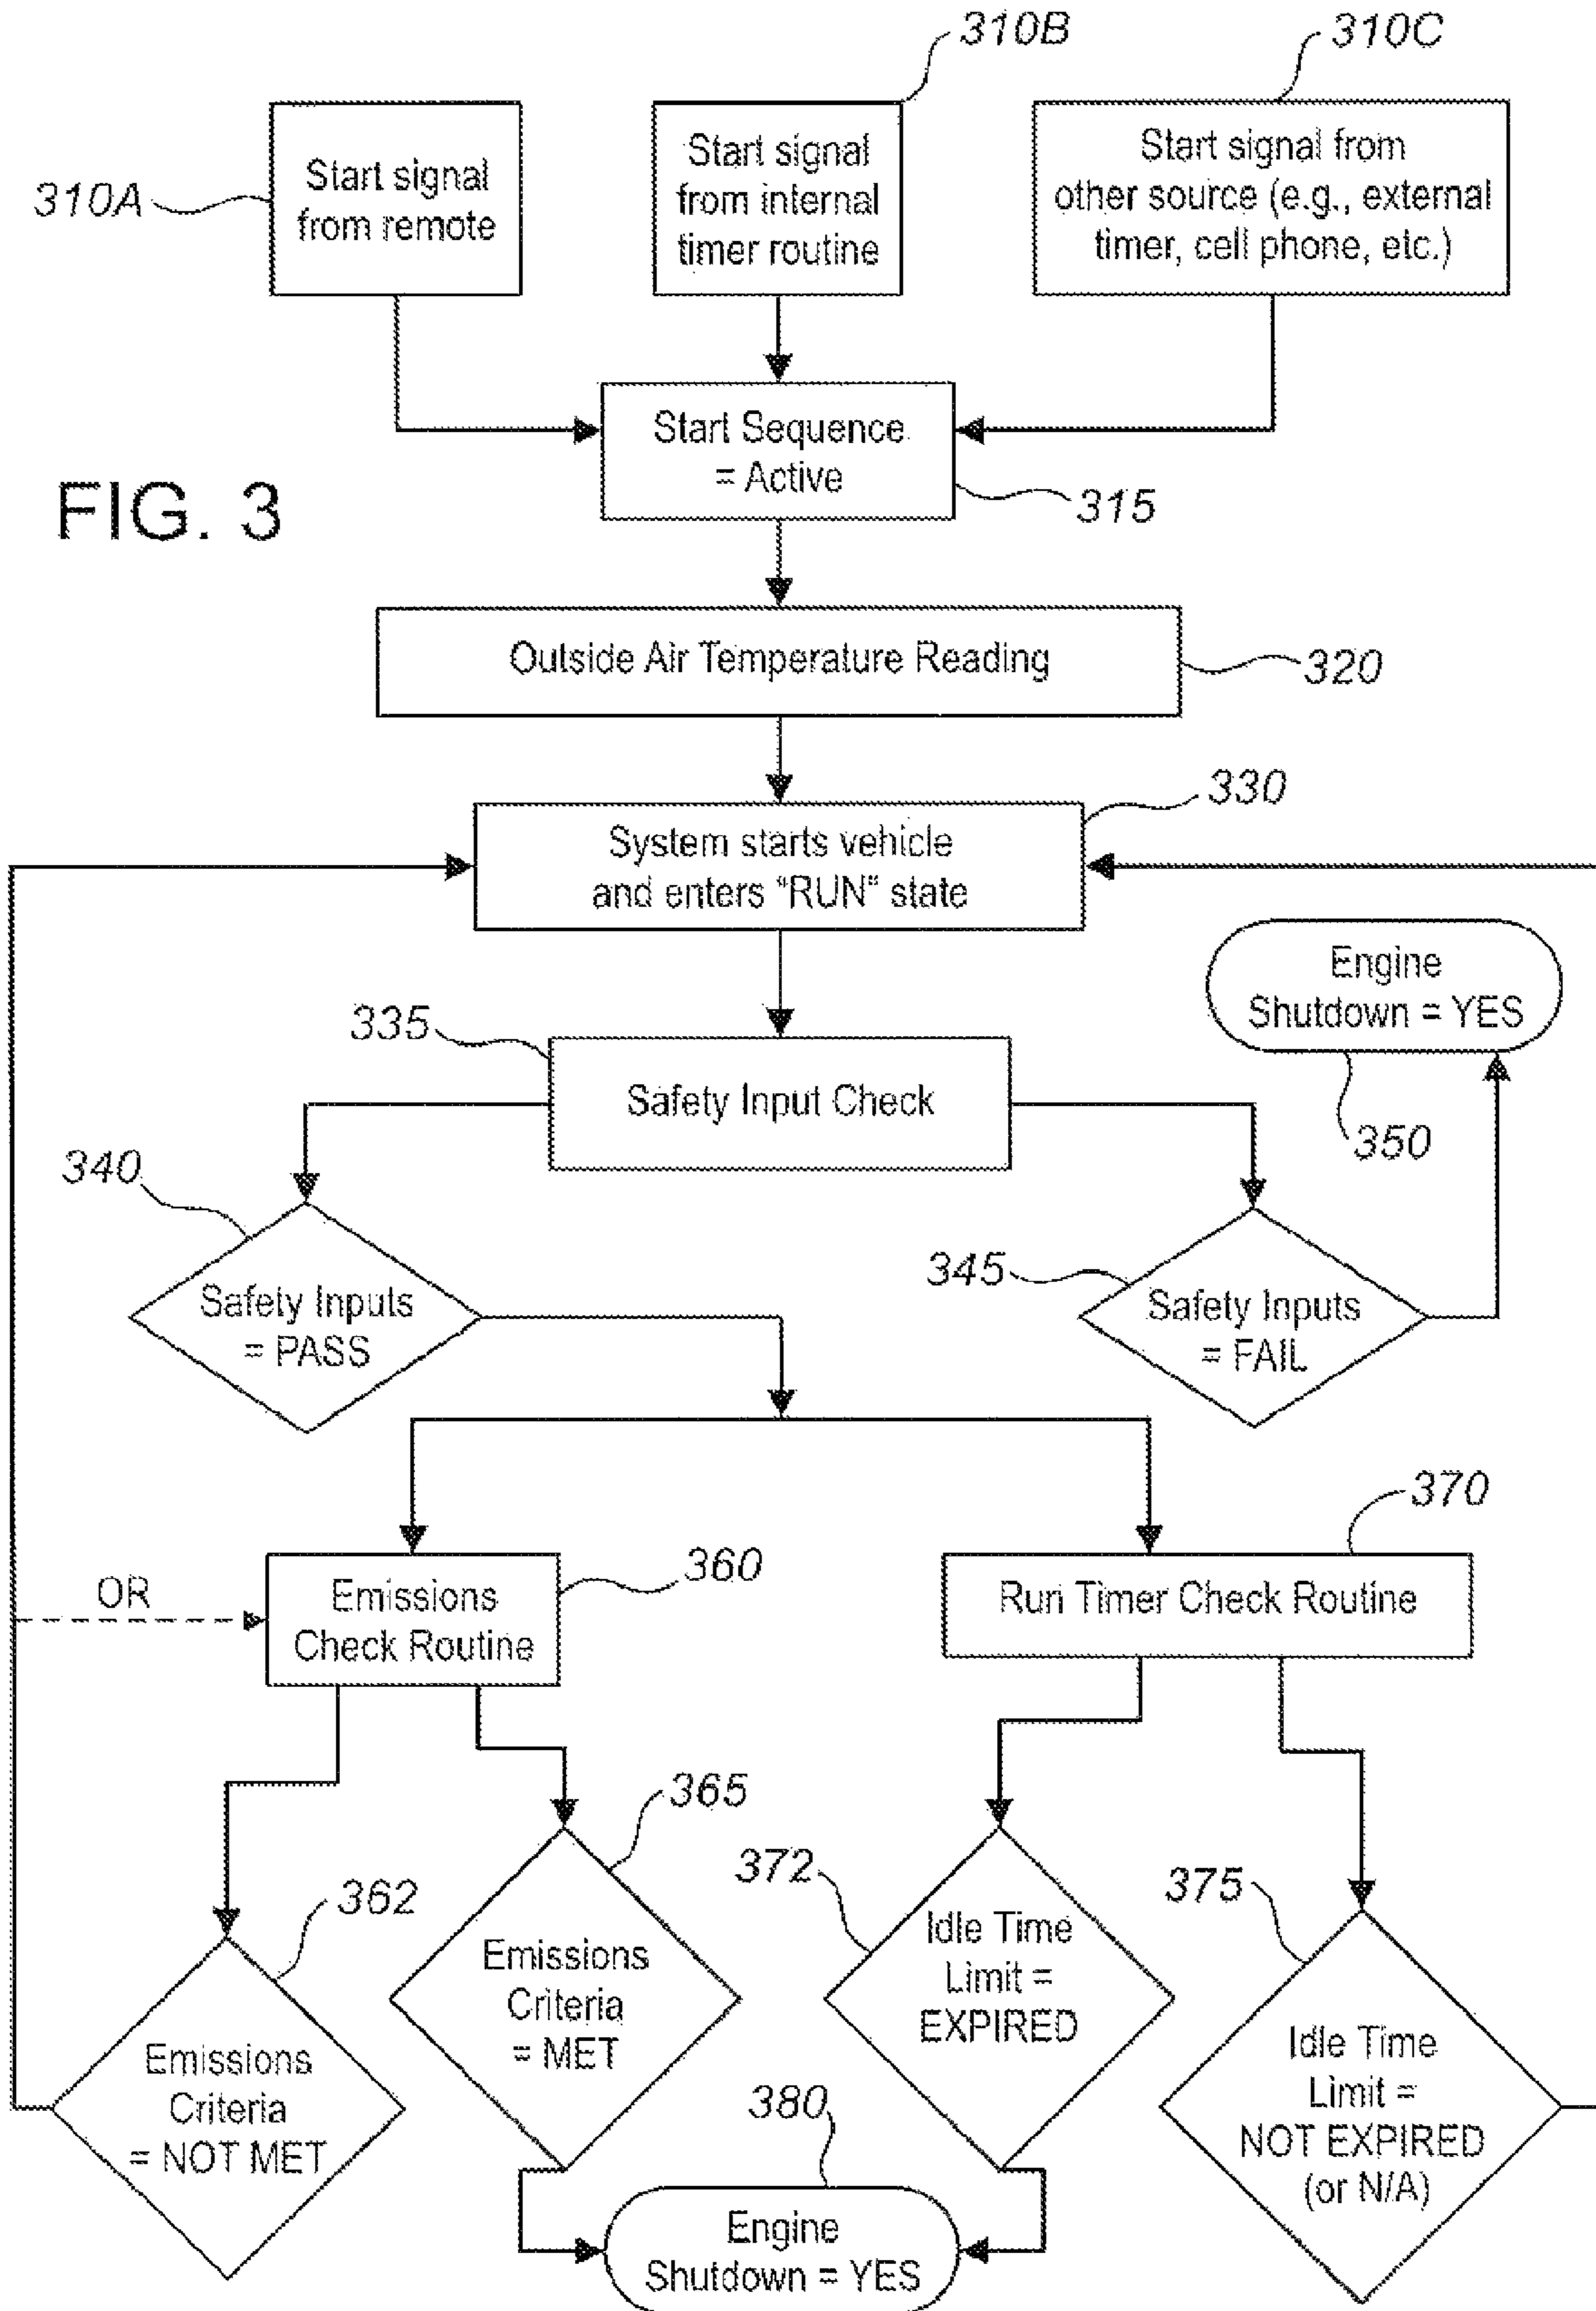 310B
310C
310A
Start signal
from remote
Start signal
from internal
timer routine
Start signal from
other source (e.g., external
timer, cell phone, etc.)
Start Sequence
= Active
315
FIG. 3
Outside Air Temperature Reading
320
330
System starts vehicle
and enters “RUN” state
Engine
Shutdown = YES
350
335
Safety Input Check
340
Safety Inputs
= PASS
345
Safety Inputs
= FAIL
370
360
OR
Emissions
Check Routine
Run Timer Check Routine
365
372
375
362
Emissions
Criteria
= NOT MET
Emissions
Criteria
= MET
Idle Time
Limit =
EXPIRED
Idle Time
Limit =
NOT EXPIRED
(or N/A)
380
Engine
Shutdown = YES